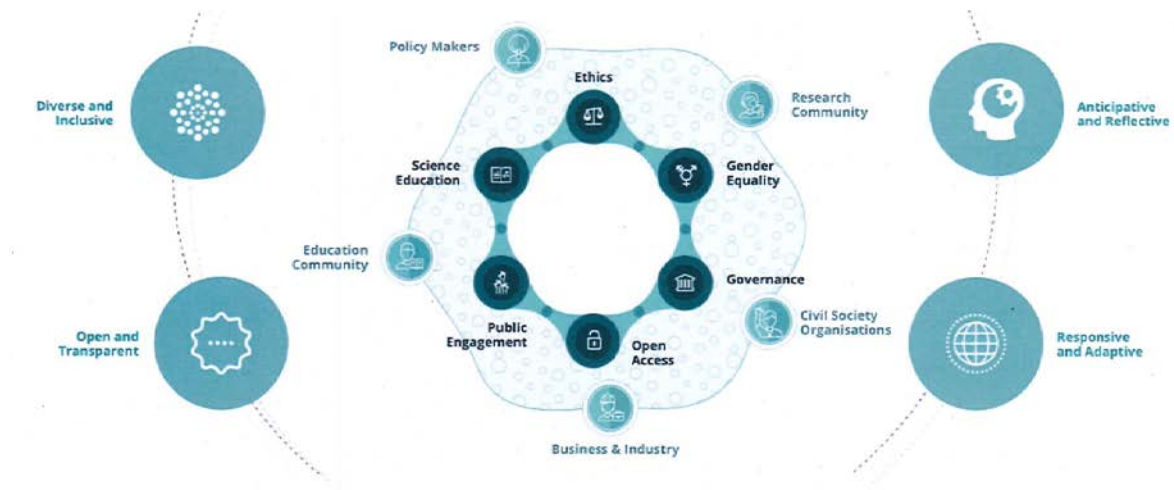 Policy Makers
Ethics
Diverse and
Inclusive
Research
Community
Anticipative
and Reflective
Science
Education
Gender
Equality
Education
Community
Governance
Open and
Transparent
Public
Engagement
Open
Access
Civil Society
Organisations
Responsive
and Adaptive
Business & Industry